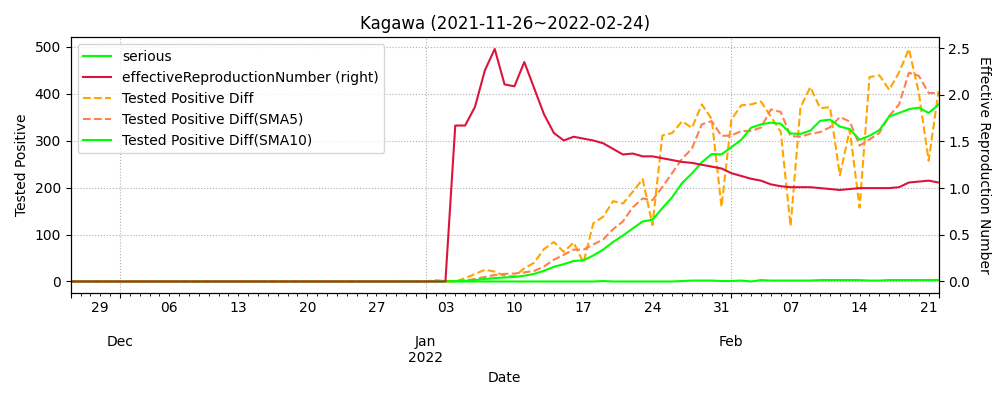 Kagawa (2021-11-26~2022-02-24)
serious
effectiveReproductionNumber (right)
Tested Positive Diff
Tested Positive Diff(SMA5)
Tested Positive Diff(SMA10)
Tested Positive
500
400
300
200
100
0
2.5
2.0
1.5
1.0
0.5
0.0
Effective Reproduction Number
29 06 13 20 27 03 10 17 24 31 07 14 21
Dec Jan Feb
2022
Date